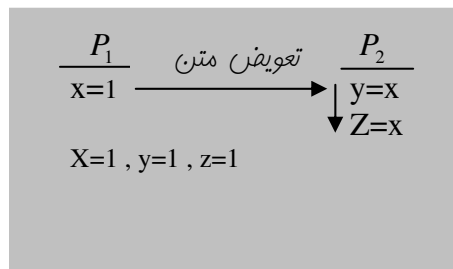 P1 تعویض متن P2
x=1 y=x
Z=x
X=1 , y=1 , z=1